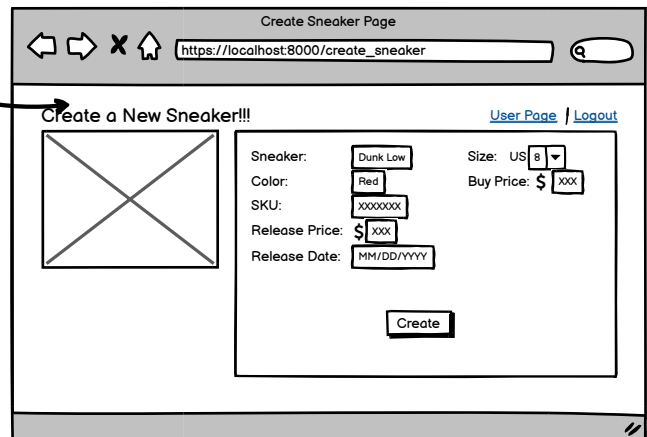 Create Sneaker Page
https://localhost:8000/create_sneaker
Create a New Sneaker!!! User Page | Logout
Sneaker: Dunk Low Size: US 8
Color: Red Buy Price: $ XXX
SKU: XXXXXXX
Release Price: $ XXX
Release Date: MM/DD/YYYY
Create